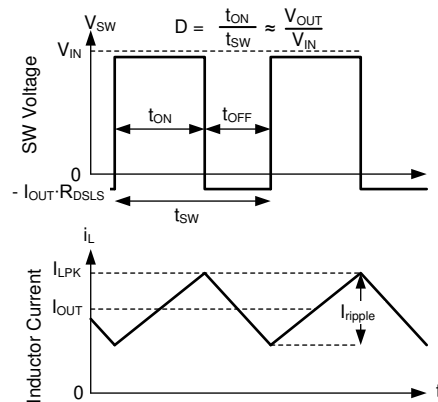 V_SW
D = t_ON / t_SW ≈ V_OUT / V_IN
V_IN
SW Voltage
t_ON
t_OFF
0
- I_OUT·R_DSLS
t_SW
i_L
I_LPK
Inductor Current
I_OUT
I_ripple
0
t